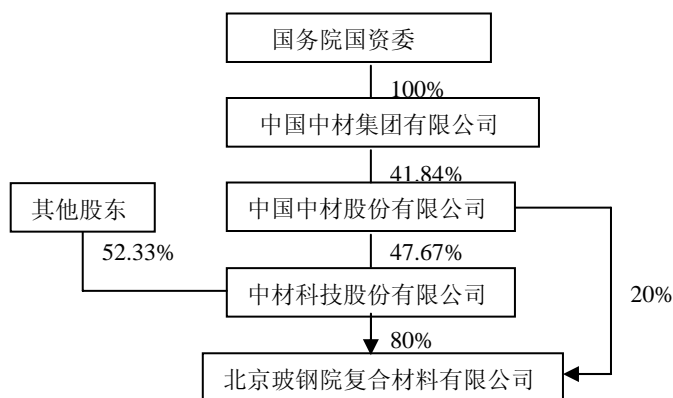 国务院国资委
100%
中国中材集团有限公司
41.84%
其他股东
中国中材股份有限公司
52.33%
47.67%
20%
中材科技股份有限公司
80%
北京玻钢院复合材料有限公司